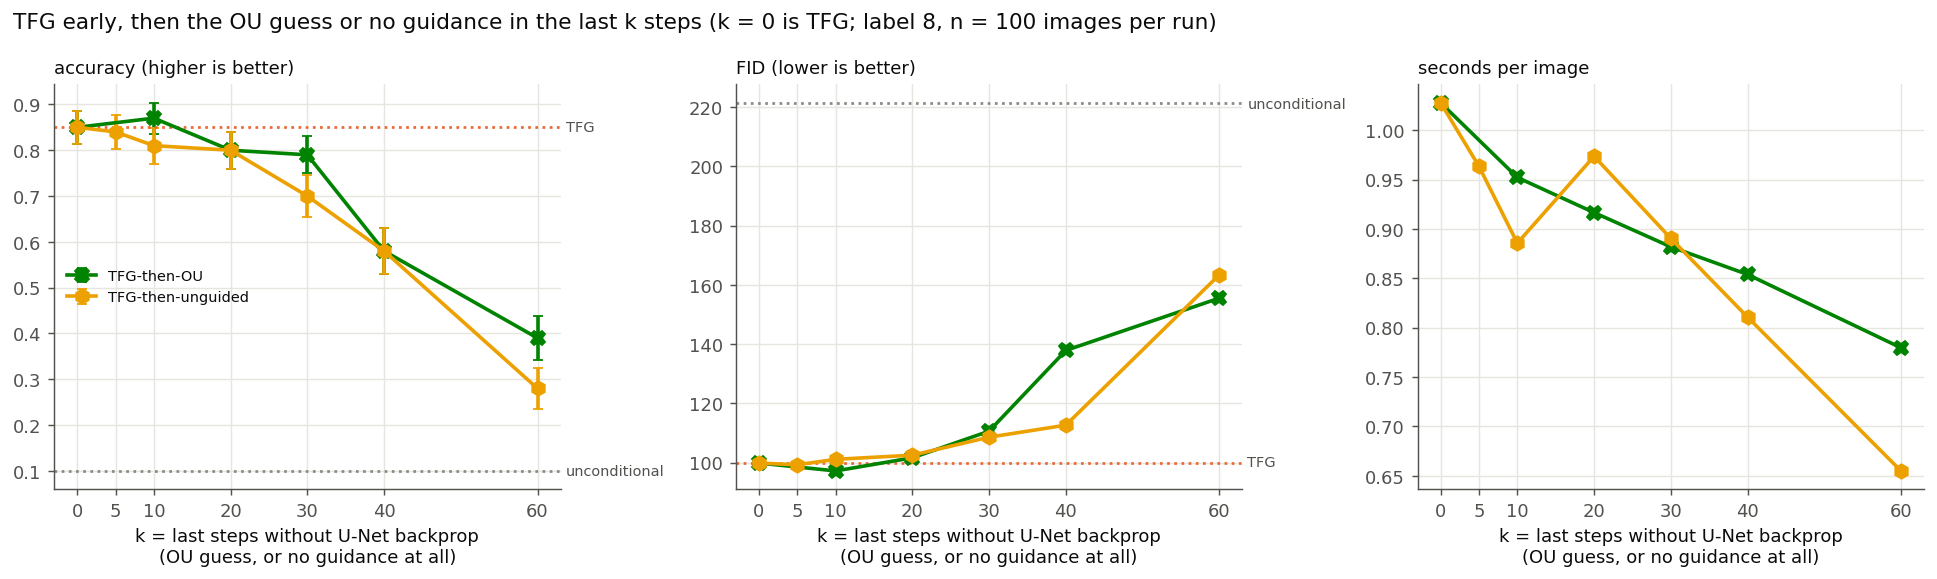 TFG early, then the OU guess or no guidance in the last k steps (k = 0 is TFG; label 8, n = 100 images per run)
accuracy (higher is better)
0.9
0.8
0.7
0.6
0.5
0.4
0.3
0.2
0.1
TFG
unconditional
TFG-then-OU
TFG-then-unguided
0 5 10 20 30 40 60
k = last steps without U-Net backprop
(OU guess, or no guidance at all)
FID (lower is better)
220
200
180
160
140
120
100
unconditional
TFG
0 5 10 20 30 40 60
k = last steps without U-Net backprop
(OU guess, or no guidance at all)
seconds per image
1.00
0.95
0.90
0.85
0.80
0.75
0.70
0.65
0 5 10 20 30 40 60
k = last steps without U-Net backprop
(OU guess, or no guidance at all)